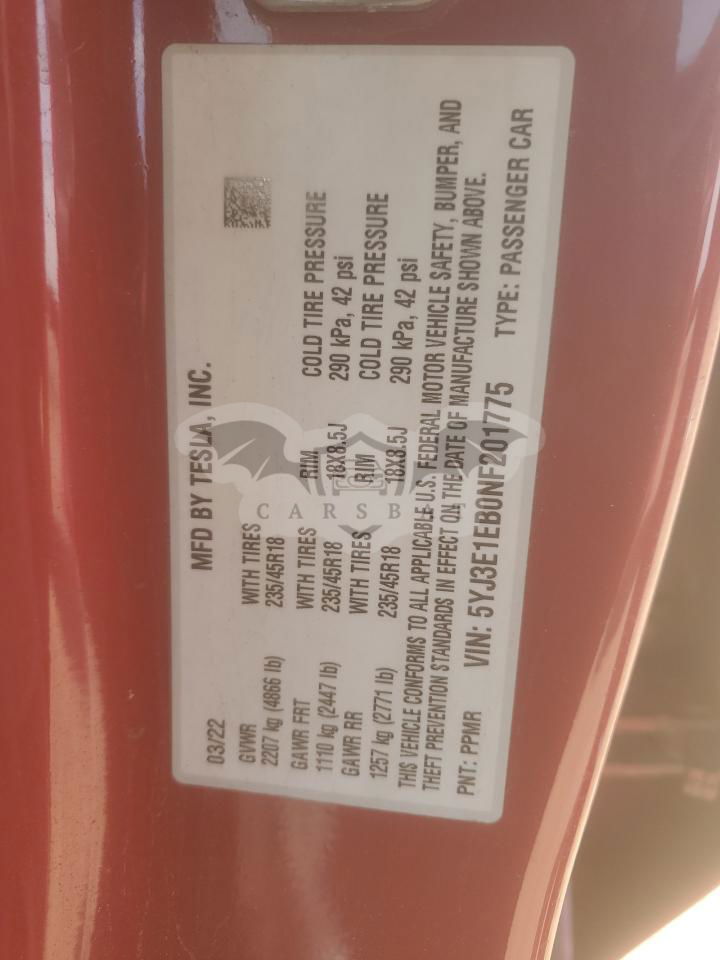 MFD BY TESLA, INC.
03/22
GVWR
2207 kg (4866 lb)
GAWR FRT WITH TIRES RIM COLD TIRE PRESSURE
1110 kg (2447 lb) 235/45R18 18X8.5J 290 kPa, 42 psi
GAWR RR WITH TIRES RIM COLD TIRE PRESSURE
1257 kg (2771 lb) 235/45R18 18X8.5J 290 kPa, 42 psi
WITH TIRES
235/45R18
THIS VEHICLE CONFORMS TO ALL APPLICABLE U.S. FEDERAL MOTOR VEHICLE SAFETY, BUMPER, AND
THEFT PREVENTION STANDARDS IN EFFECT ON THE DATE OF MANUFACTURE SHOWN ABOVE.
PNT: PPMR VIN: 5YJ3E1EB0NF201775 TYPE: PASSENGER CAR